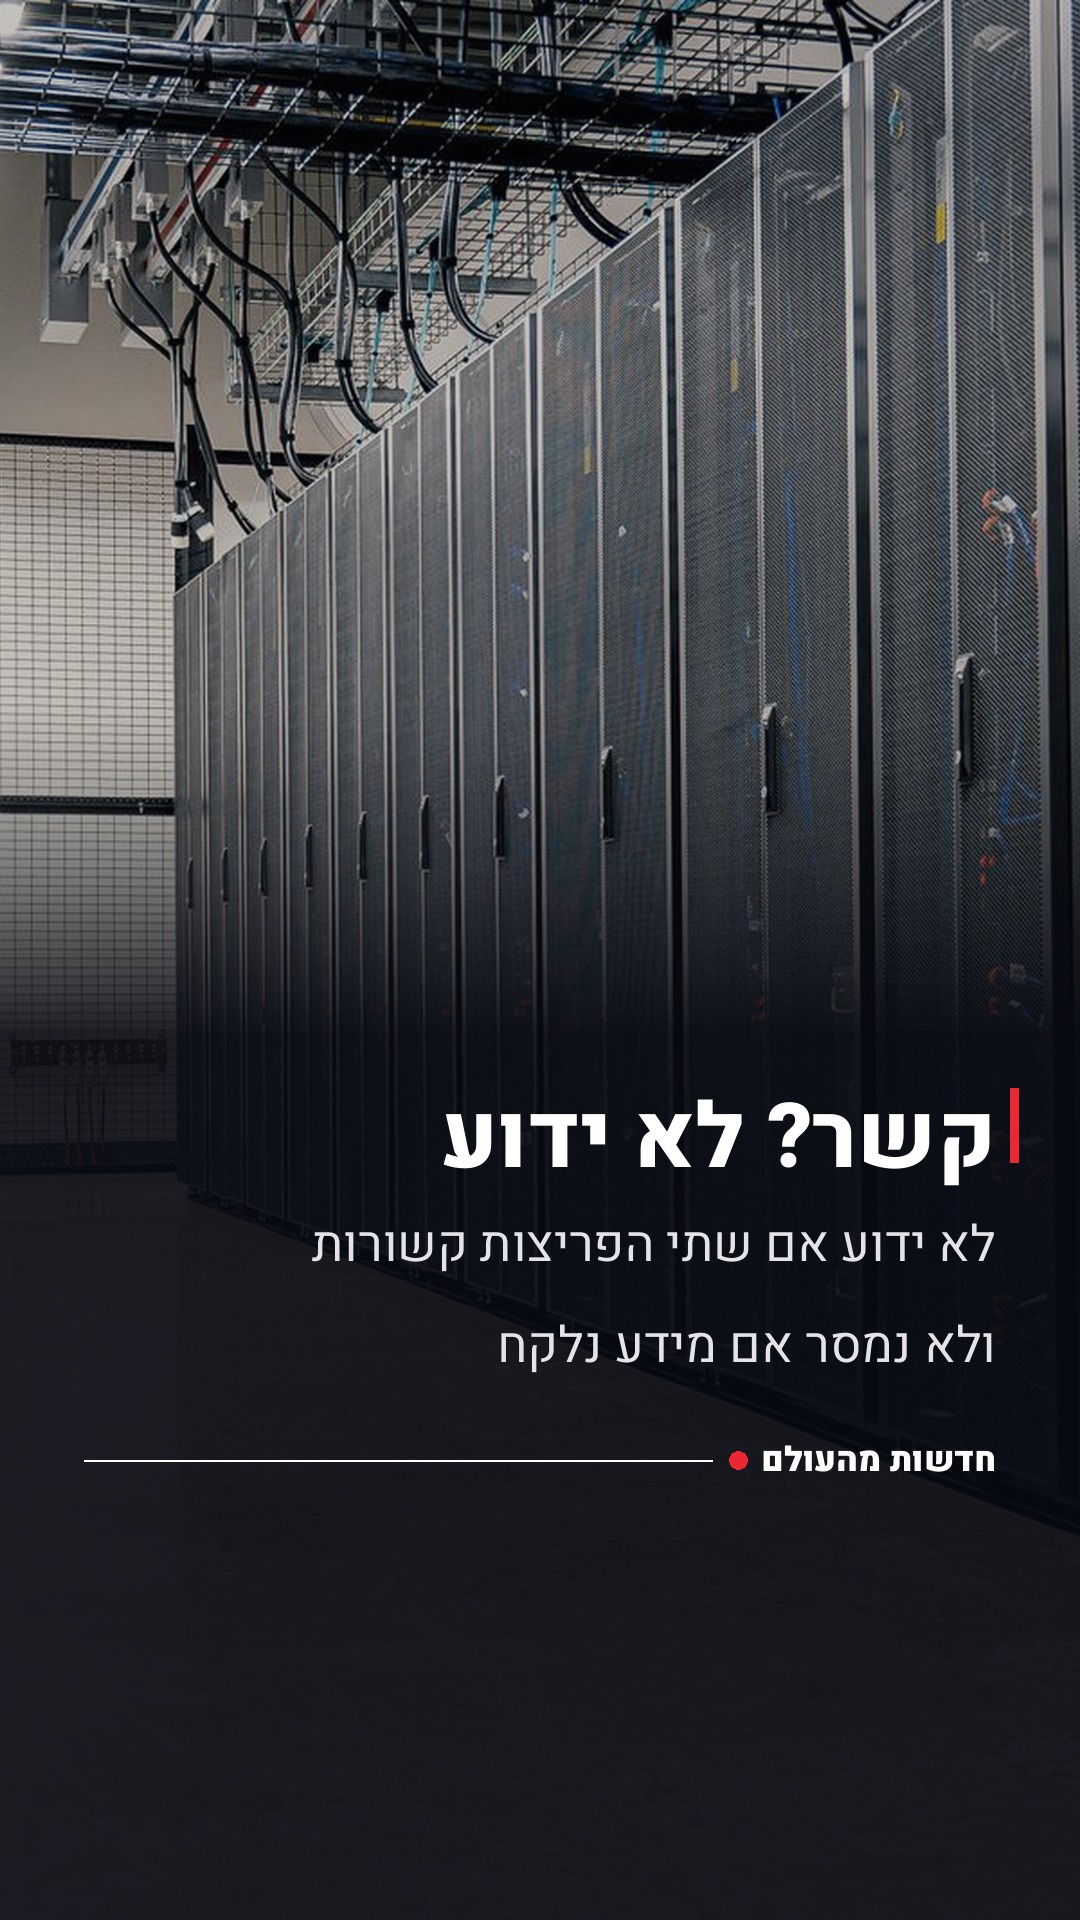 קשר? לא ידוע
לא ידוע אם שתי הפריצות קשורות
ולא נמסר אם מידע נלקח
חדשות מהעולם